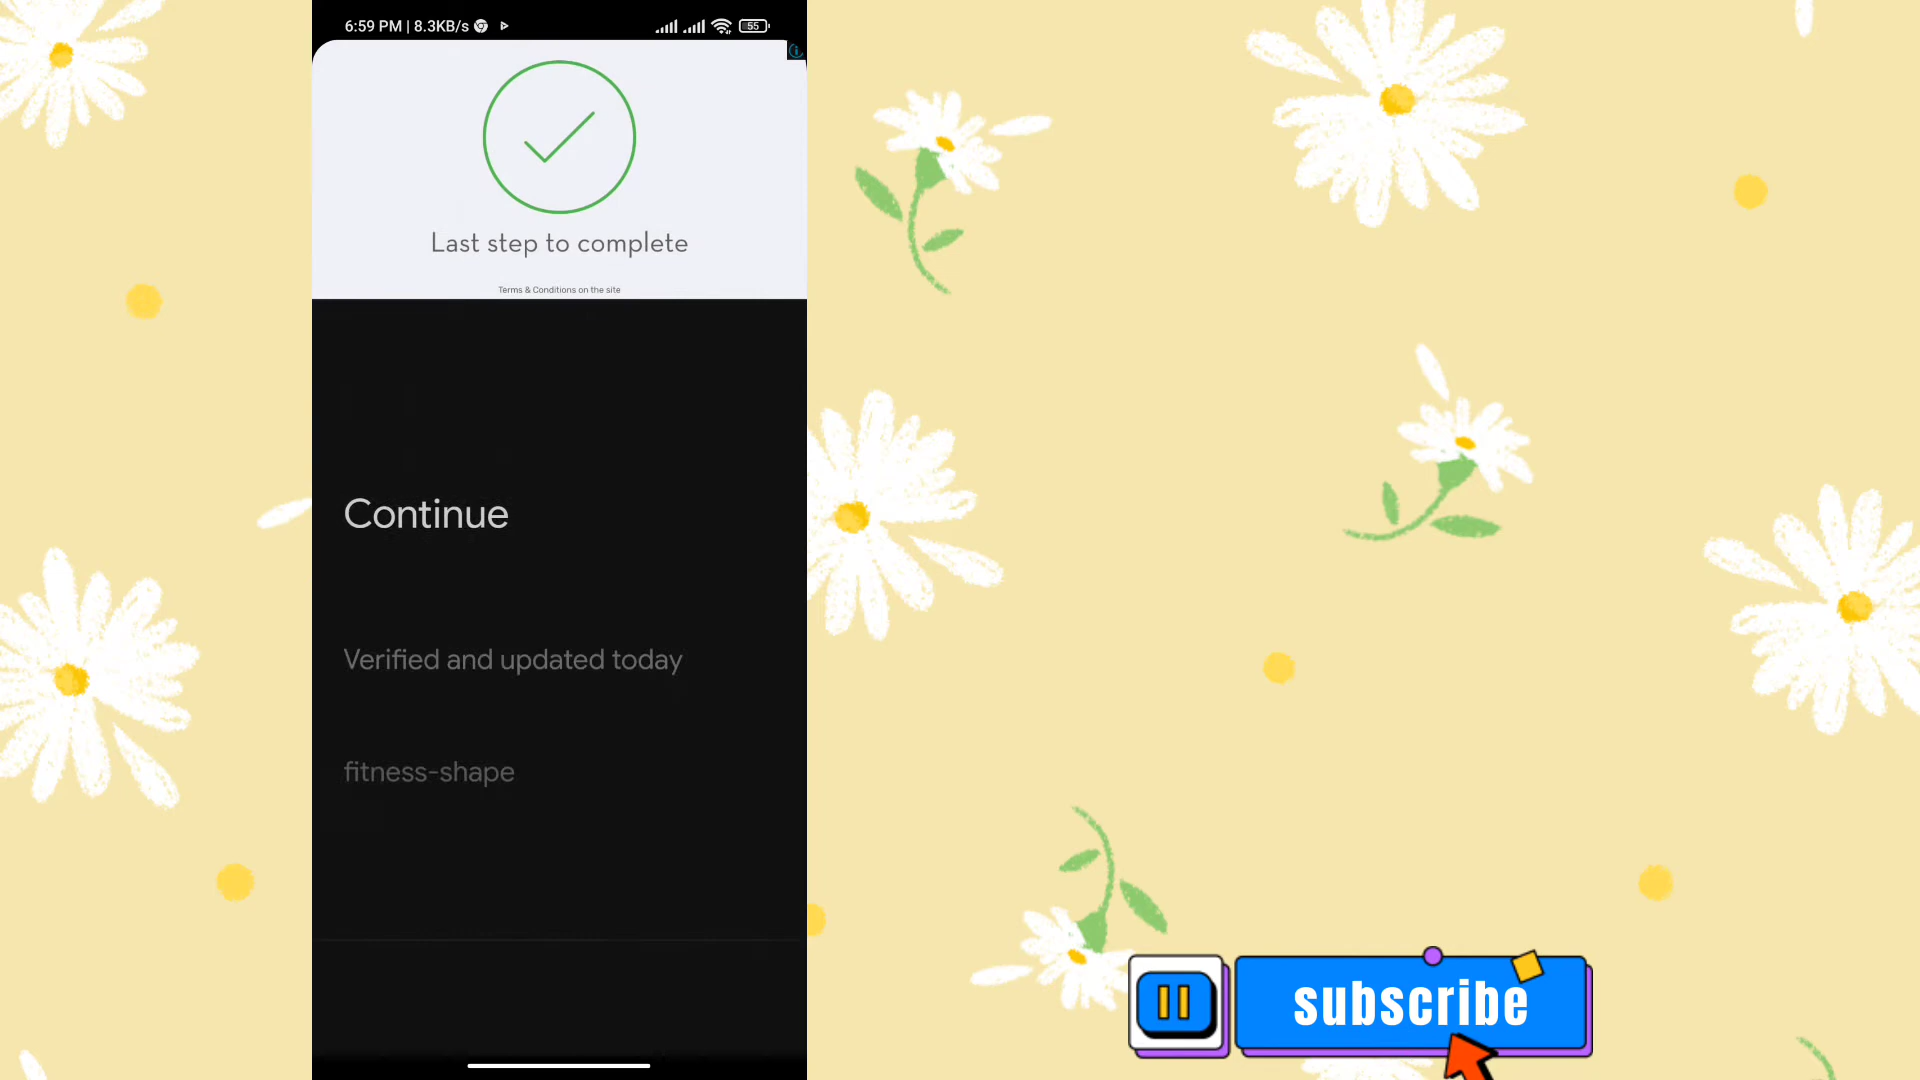 6:59 PM | 8.3KB/s
55
Last step to complete
Terms & Conditions on the site
Continue
Verified and updated today
fitness-shape
subscribe